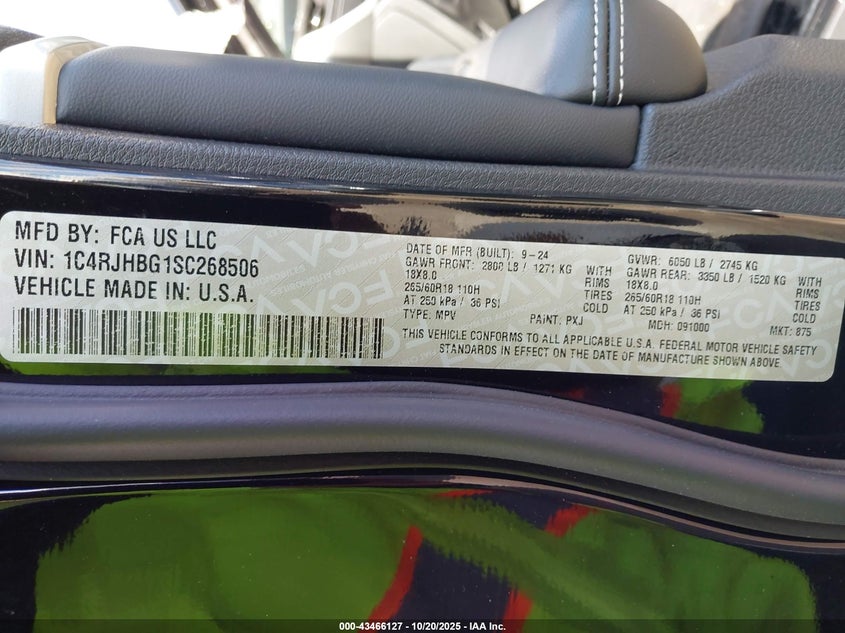 MFD BY: FCA US LLC
VIN: 1C4RJHBG1SC268506
VEHICLE MADE IN: U.S.A.
DATE OF MFR (BUILT): 9-24
GAWR FRONT: 2800 LB / 1271 KG WITH
18X8.0 RIMS
265/60R18 110H TIRES
AT 250 kPa / 36 PSI COLD
TYPE: MPV PAINT: PXJ
GVWR: 6050 LB / 2745 KG
GAWR REAR: 3350 LB / 1520 KG WITH
18X8.0 RIMS
265/60R18 110H TIRES
AT 250 kPa / 36 PSI COLD
MDH: 091000 MKT: 875
THIS VEHICLE CONFORMS TO ALL APPLICABLE U.S.A. FEDERAL MOTOR VEHICLE SAFETY
STANDARDS IN EFFECT ON THE DATE OF MANUFACTURE SHOWN ABOVE.
000-43466127 - 10/20/2025 - IAA Inc.